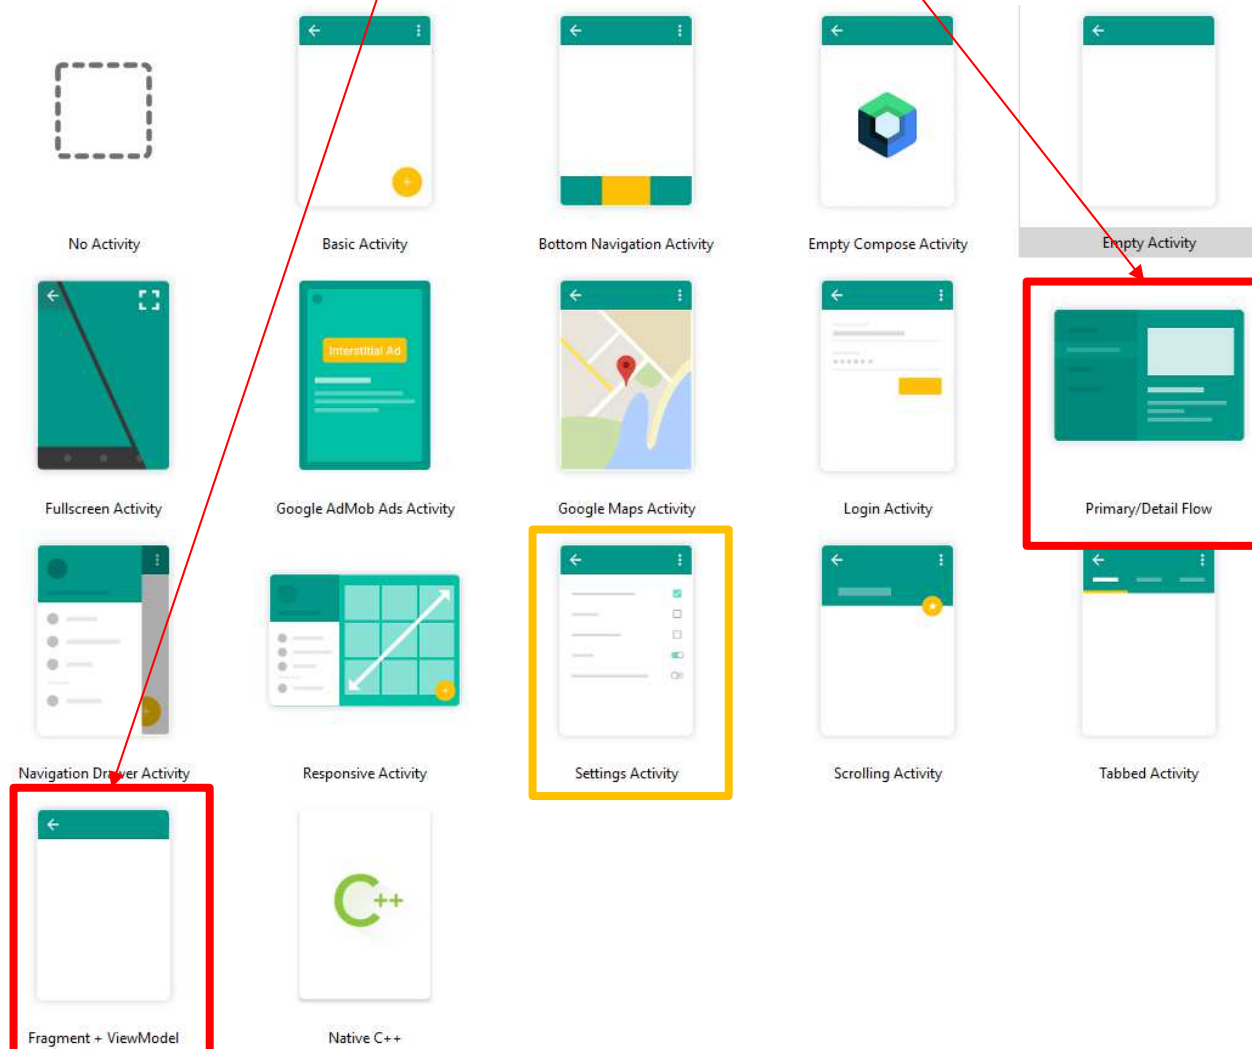 No Activity
Basic Activity
Bottom Navigation Activity
Empty Compose Activity
Empty Activity
Interstitial Ad
Fullscreen Activity
Google AdMob Ads Activity
Google Maps Activity
Login Activity
Primary/Detail Flow
Navigation Drawer Activity
Responsive Activity
Settings Activity
Scrolling Activity
Tabbed Activity
C++
Fragment + ViewModel
Native C++